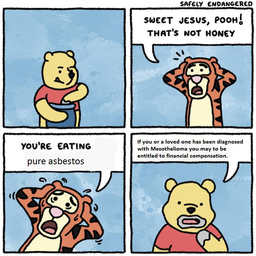 SAFELY ENDANGERED
SWEET JESUS, POOH!
THAT'S NOT HONEY
YOU'RE EATING
pure asbestos
If you or a loved one has been diagnosed
with Mesothelioma you may to be
entitled to financial compensation.